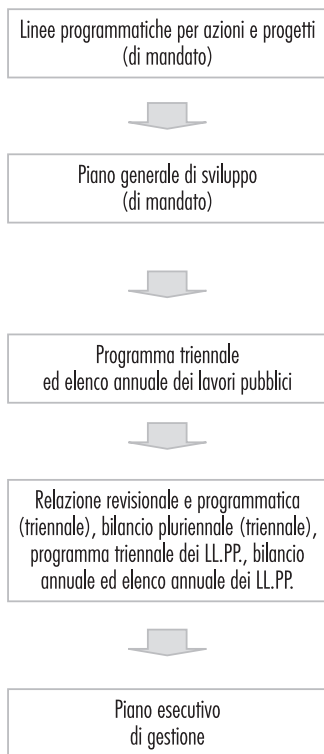 Linee programmatiche per azioni e progetti
(di mandato)
Piano generale di sviluppo
(di mandato)
Programma triennale
ed elenco annuale dei lavori pubblici
Relazione revisionale e programmatica
(triennale), bilancio pluriennale (triennale),
programma triennale dei LL.PP., bilancio
annuale ed elenco annuale dei LL.PP.
Piano esecutivo
di gestione